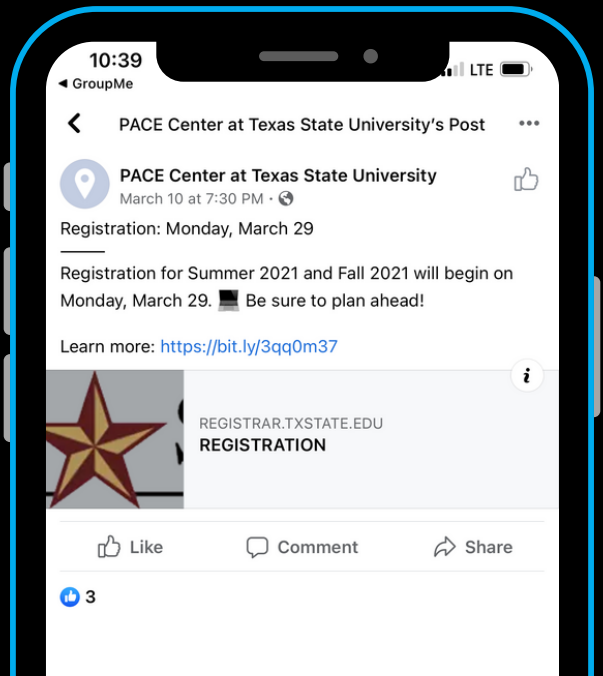 10:39
LTE
◀ GroupMe
PACE Center at Texas State University's Post
PACE Center at Texas State University
March 10 at 7:30 PM ·
Registration: Monday, March 29
Registration for Summer 2021 and Fall 2021 will begin on
Monday, March 29. 💻 Be sure to plan ahead!
Learn more: https://bit.ly/3qq0m37
i
REGISTRAR.TXSTATE.EDU
REGISTRATION
Like
Comment
Share
3